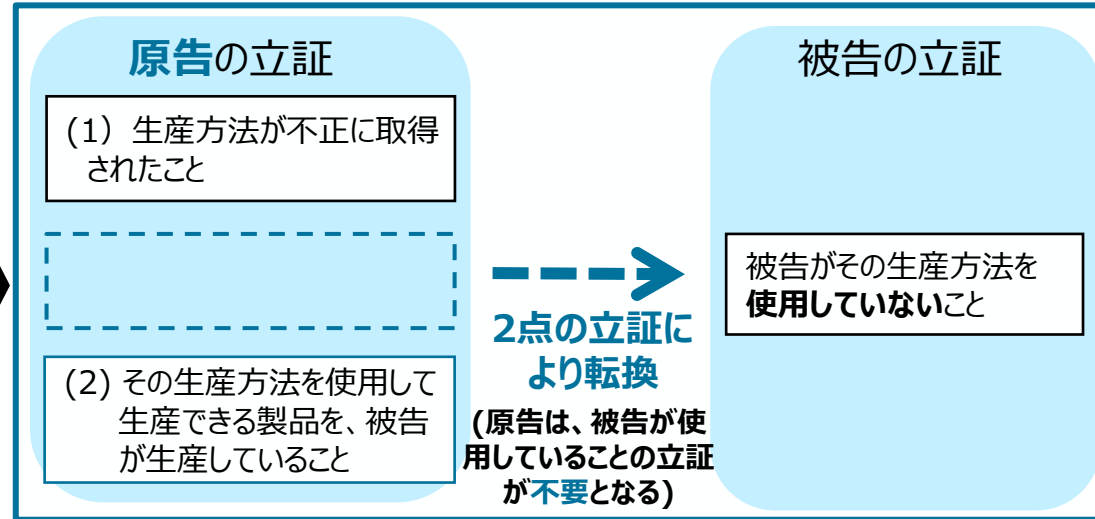 原告の立証
(1) 生産方法が不正に取得
されたこと
(2) その生産方法を使用して
生産できる製品を、被告
が生産していること
2点の立証に
より転換
(原告は、被告が使
用していることの立証
が不要となる)
被告の立証
被告がその生産方法を
使用していないこと